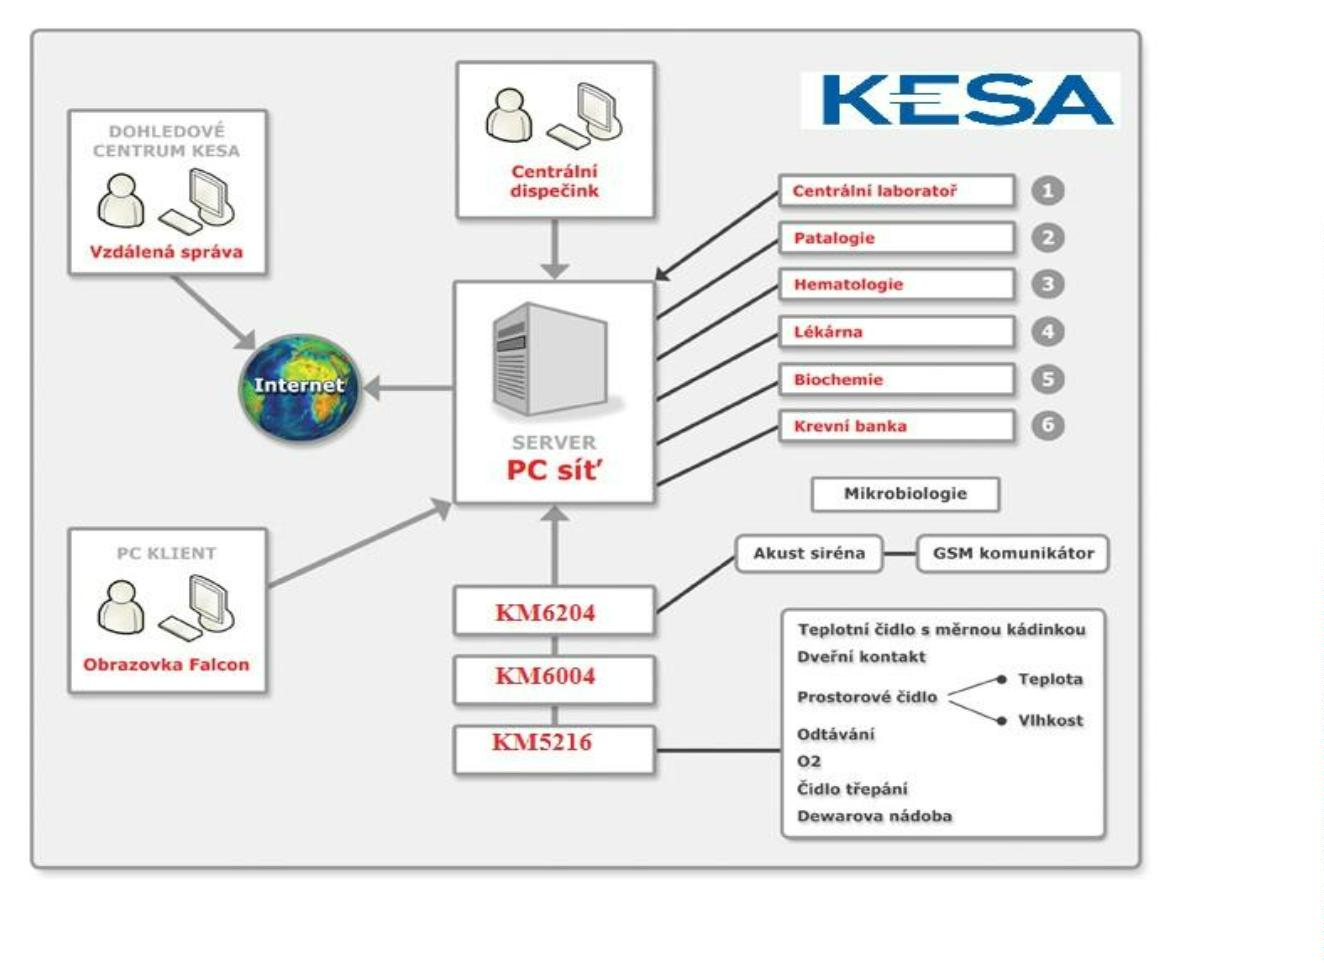 KESA
DOHLEDOVÉ
CENTRUM KESA
Vzdálená správa
Centrální
dispečink
Centrální laboratoř 1
Patalogie 2
Hematologie 3
Lékárna 4
Biochemie 5
Krevní banka 6
Internet
SERVER
PC síť
Mikrobiologie
PC KLIENT
Obrazovka Falcon
Akust siréna
GSM komunikátor
KM6204
KM6004
KM5216
Teplotní čidlo s měrnou kádinkou
Dveřní kontakt
Prostorové čidlo
Teplota
Vlhkost
Odtávání
O2
Čidlo třepání
Dewarova nádoba